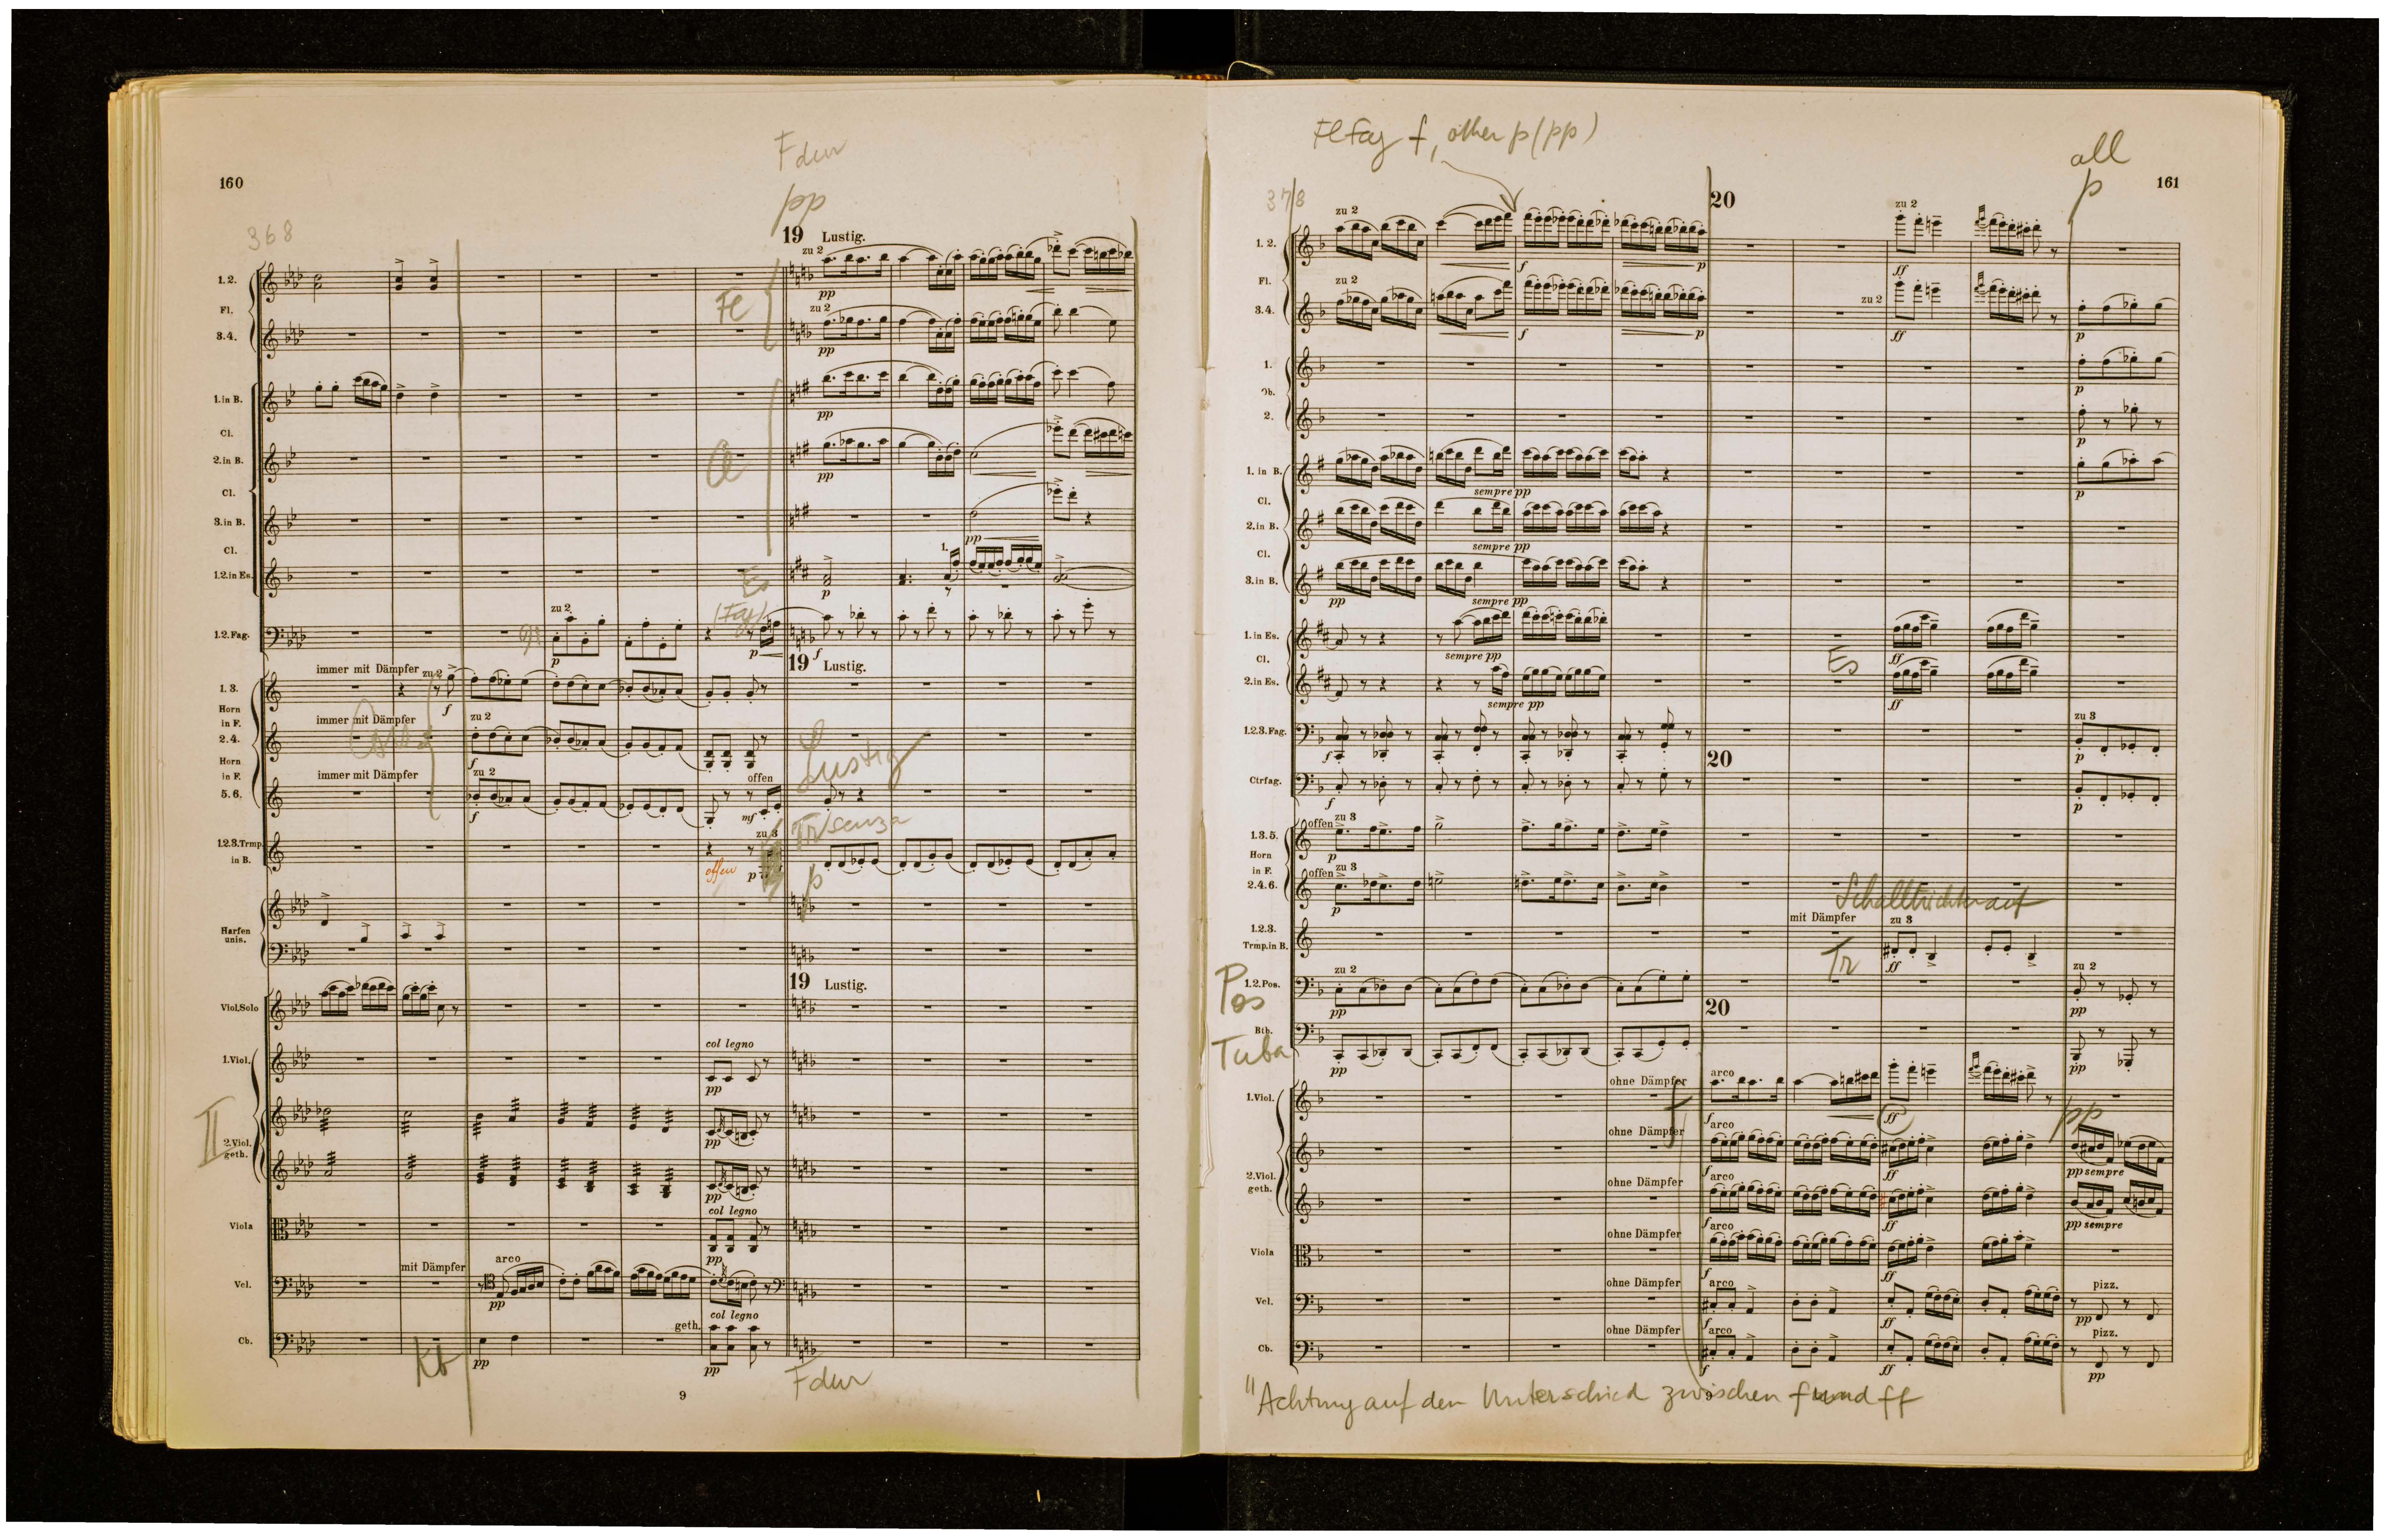 F dur
pp
160
368
19 Lustig.
zu 2
1. 2.
pp
Fl.
Fl
zu 2
3. 4.
pp
1. in B.
pp
Cl.
Cl
2. in B.
pp
Cl.
3. in B.
pp
Cl.
1.
1. 2. in Es.
Es
p
(Fag)
zu 2
1. 2. Fag.
p
p
f
19 Lustig.
immer mit Dämpfer
zu 2
1. 3.
f
Horn
in F.
immer mit Dämpfer
zu 2
2. 4.
f
Horn
in F.
Lustig
immer mit Dämpfer
zu 2
offen
5. 6.
f
mf
Tr senza
zu 3
1.2.3. Trmp.
in B.
offen
p
p
Harfen
unis.
19 Lustig.
Viol. Solo
col legno
1. Viol.
pp
II
2. Viol.
geth.
pp
pp
col legno
Viola
pp
mit Dämpfer
arco
Vcl.
pp
col legno
geth.
Cb.
Kb
pp
pp
F dur
9
Fl Fag f, other p (pp)
all
p
161
378
20
zu 2
zu 2
1. 2.
f
p
ff
Fl.
zu 2
zu 2
3. 4.
f
p
ff
p
1.
p
Ob.
2.
p
1. in B.
sempre pp
p
Cl.
2. in B.
sempre pp
Cl.
3. in B.
pp
sempre pp
1. in Es.
sempre pp
ff
Cl.
Es
2. in Es.
sempre pp
ff
zu 3
1.2.3. Fag.
f
p
20
Ctrfag.
f
p
offen
zu 3
1. 3. 5.
p
Horn
in F.
offen
zu 3
2. 4. 6.
p
Schalltrichter auf
mit Dämpfer
zu 3
1. 2. 3.
Trmp. in B.
Tr
ff
Pos
zu 2
zu 2
1. 2. Pos.
pp
pp
20
Btb.
Tuba
pp
pp
ohne Dämpfer
arco
1. Viol.
f
f
ff
pp
ohne Dämpfer
arco
f
ff
pp sempre
2. Viol.
geth.
ohne Dämpfer
arco
f
ff
pp sempre
ohne Dämpfer
arco
Viola
f
ff
ohne Dämpfer
arco
pizz.
Vcl.
f
ff
pp
ohne Dämpfer
arco
pizz.
Cb.
f
ff
pp
"Achtung auf den Unterschied zwischen f und ff
9